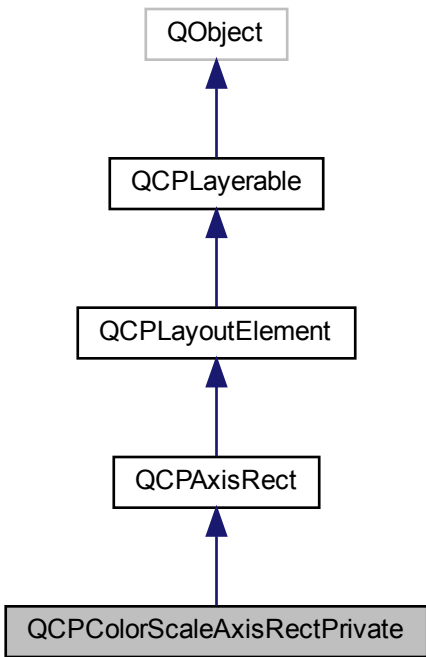 QObject
QCPLayerable
QCPLayoutElement
QCPAxisRect
QCPColorScaleAxisRectPrivate